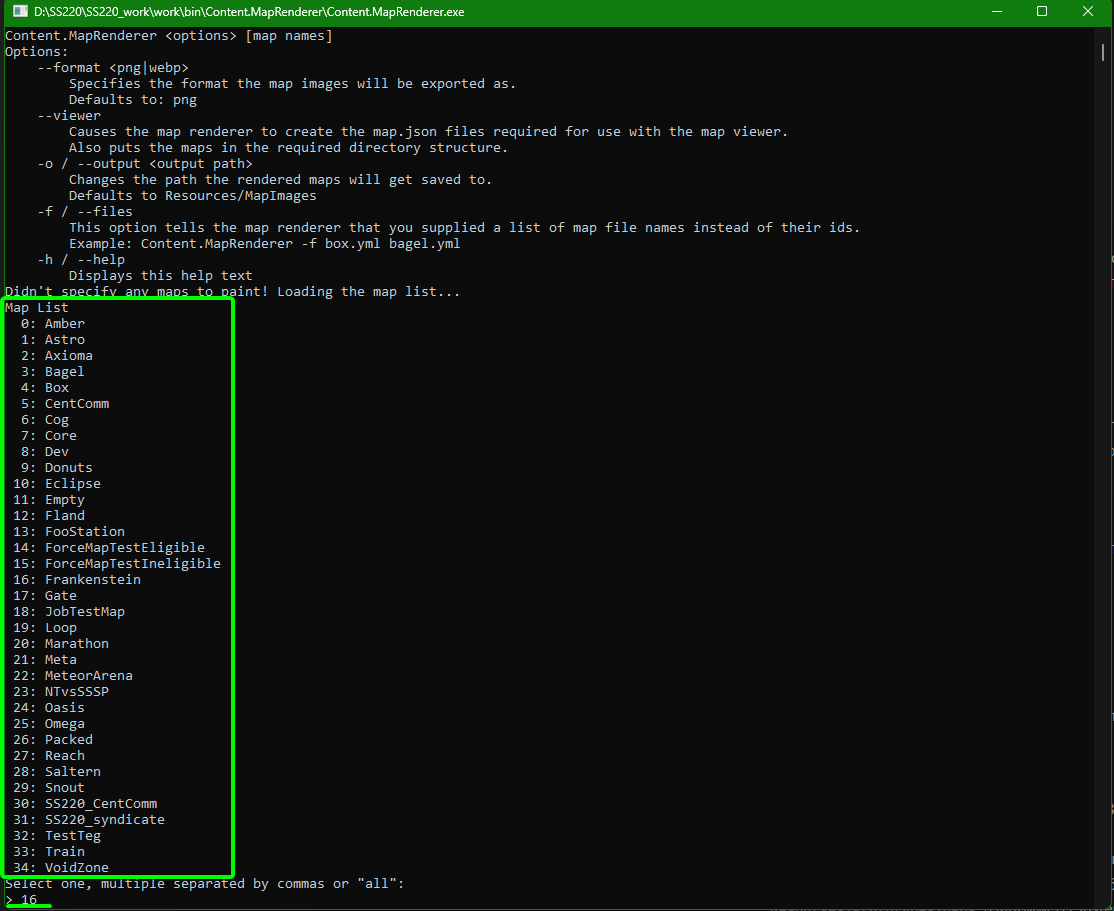 D:\SS220\SS220_work\work\bin\Content.MapRenderer\Content.MapRenderer.exe
Content.MapRenderer <options> [map names]
Options:
    --format <png|webp>
        Specifies the format the map images will be exported as.
        Defaults to: png
    --viewer
        Causes the map renderer to create the map.json files required for use with the map viewer.
        Also puts the maps in the required directory structure.
    -o / --output <output path>
        Changes the path the rendered maps will get saved to.
        Defaults to Resources/MapImages
    -f / --files
        This option tells the map renderer that you supplied a list of map file names instead of their ids.
        Example: Content.MapRenderer -f box.yml bagel.yml
    -h / --help
        Displays this help text
Didn't specify any maps to paint! Loading the map list...
Map List
  0: Amber
  1: Astro
  2: Axioma
  3: Bagel
  4: Box
  5: CentComm
  6: Cog
  7: Core
  8: Dev
  9: Donuts
 10: Eclipse
 11: Empty
 12: Fland
 13: FooStation
 14: ForceMapTestEligible
 15: ForceMapTestIneligible
 16: Frankenstein
 17: Gate
 18: JobTestMap
 19: Loop
 20: Marathon
 21: Meta
 22: MeteorArena
 23: NTvsSSSP
 24: Oasis
 25: Omega
 26: Packed
 27: Reach
 28: Saltern
 29: Snout
 30: SS220_CentComm
 31: SS220_syndicate
 32: TestTeg
 33: Train
 34: VoidZone
Select one, multiple separated by commas or "all":
> 16